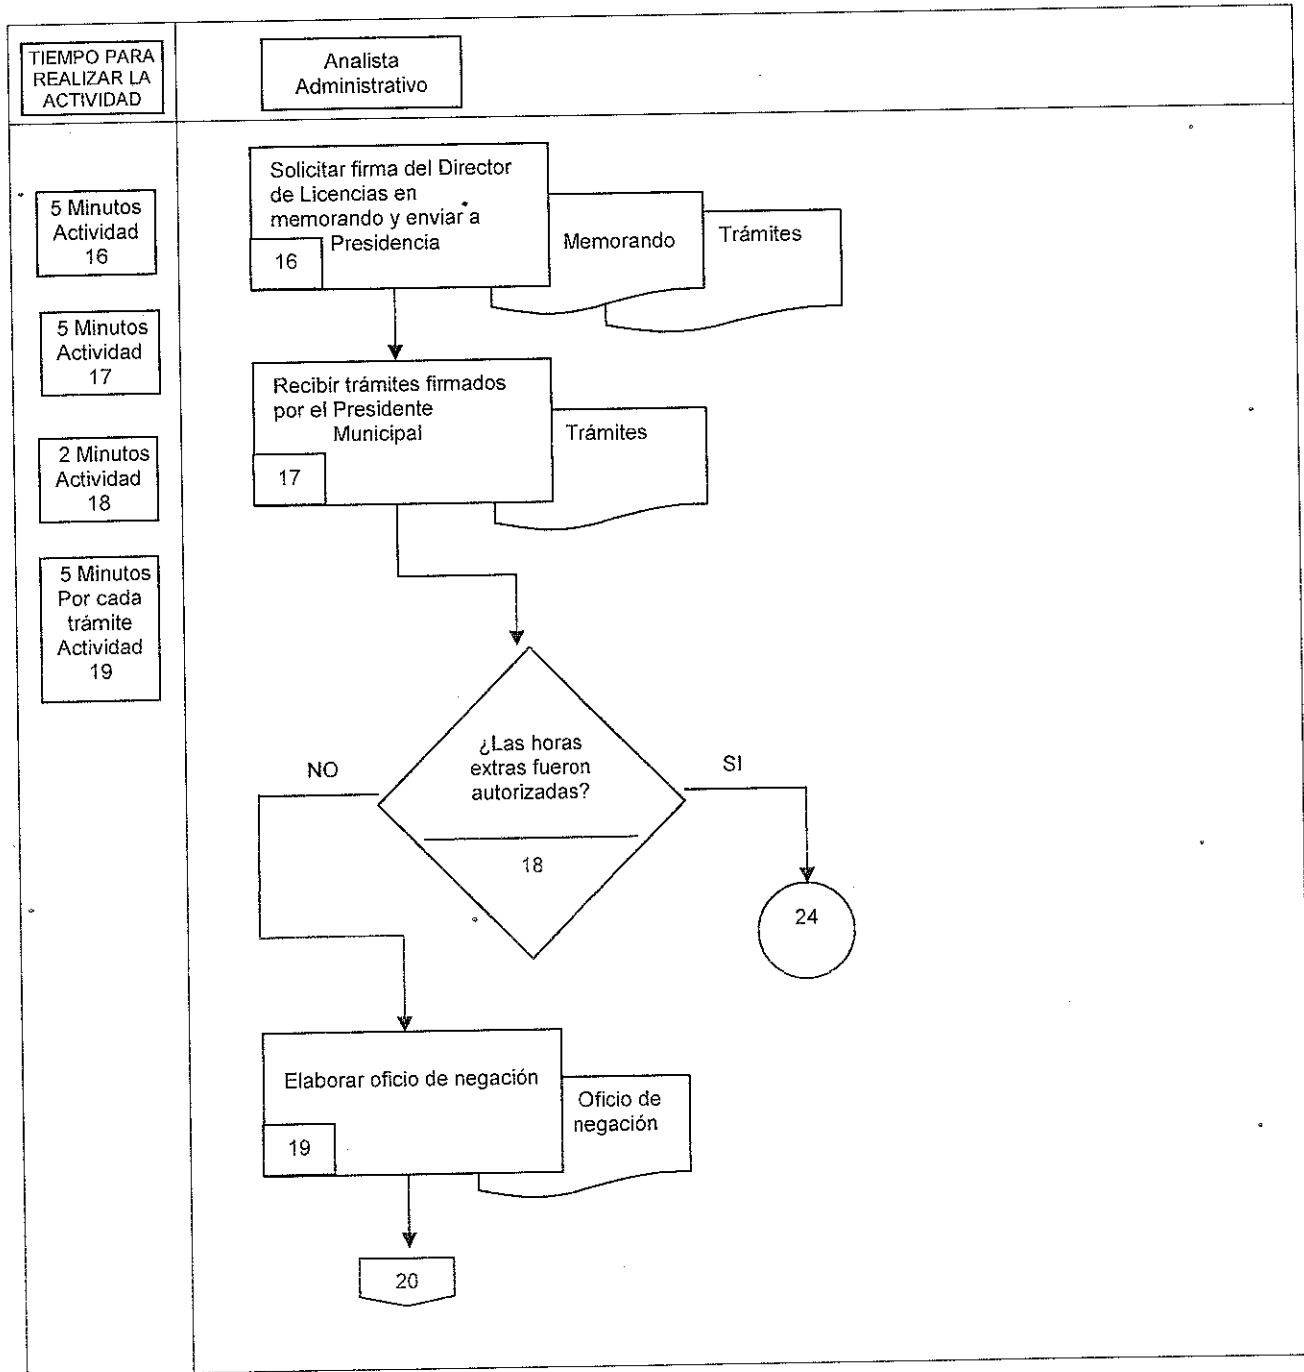 TIEMPO PARA
REALIZAR LA
ACTIVIDAD
Analista
Administrativo
5 Minutos
Actividad
16
5 Minutos
Actividad
17
2 Minutos
Actividad
18
5 Minutos
Por cada
trámite
Actividad
19
Solicitar firma del Director
de Licencias en
memorando y enviar a
Presidencia
16
Memorando
Trámites
Recibir trámites firmados
por el Presidente
Municipal
17
Trámites
¿Las horas
extras fueron
autorizadas?
18
NO
SI
24
Elaborar oficio de negación
19
Oficio de
negación
20